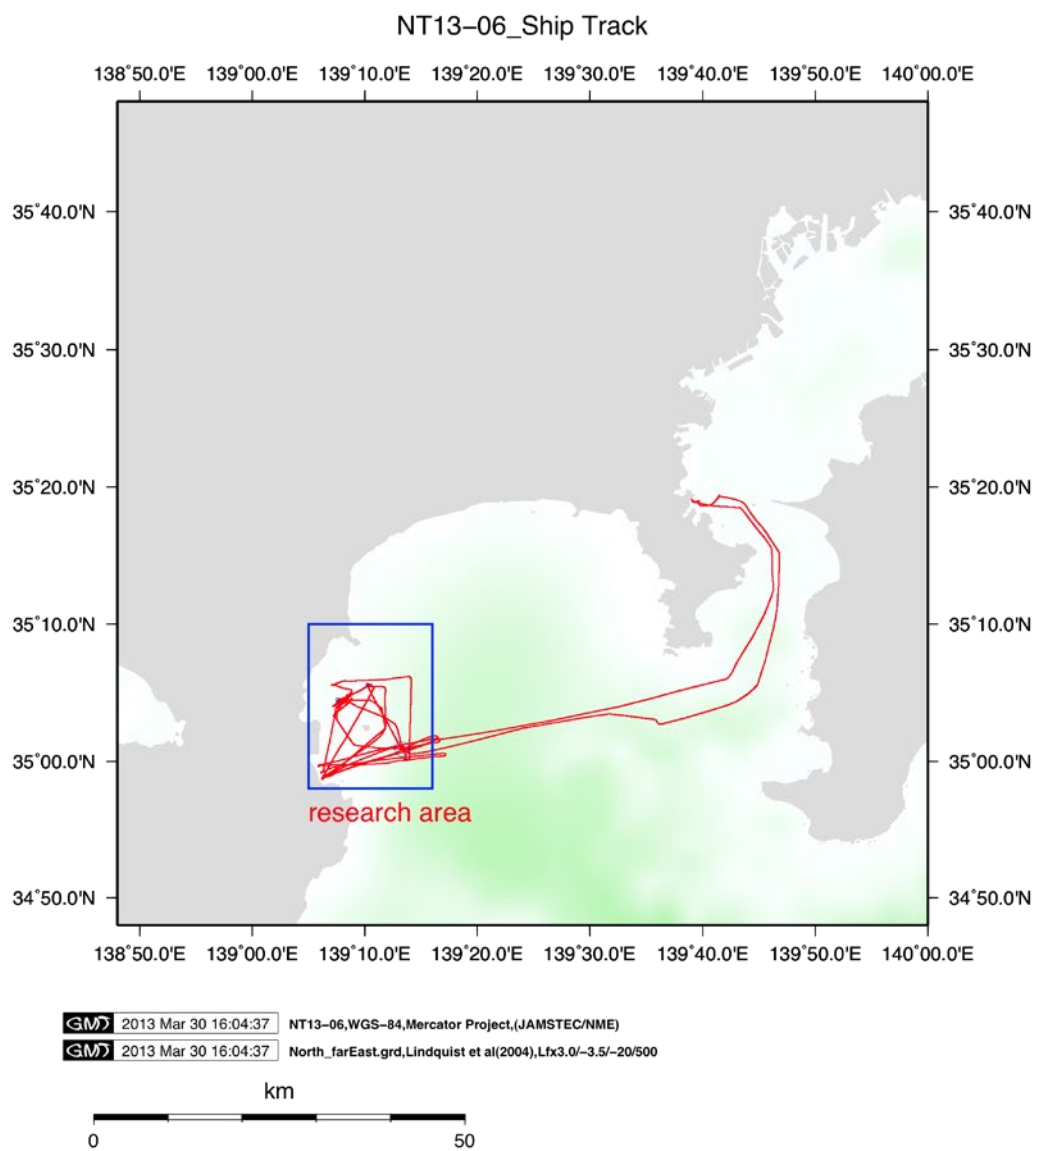 NT13–06_Ship Track
138˚50.0'E 139˚00.0'E 139˚10.0'E 139˚20.0'E 139˚30.0'E 139˚40.0'E 139˚50.0'E 140˚00.0'E
35˚40.0'N 35˚40.0'N
35˚30.0'N 35˚30.0'N
35˚20.0'N 35˚20.0'N
35˚10.0'N 35˚10.0'N
35˚00.0'N 35˚00.0'N
research area
34˚50.0'N 34˚50.0'N
138˚50.0'E 139˚00.0'E 139˚10.0'E 139˚20.0'E 139˚30.0'E 139˚40.0'E 139˚50.0'E 140˚00.0'E
GMT 2013 Mar 30 16:04:37 NT13–06,WGS–84,Mercator Project,(JAMSTEC/NME)
GMT 2013 Mar 30 16:04:37 North_farEast.grd,Lindquist et al(2004),Lfx3.0/–3.5/–20/500
km
0 50